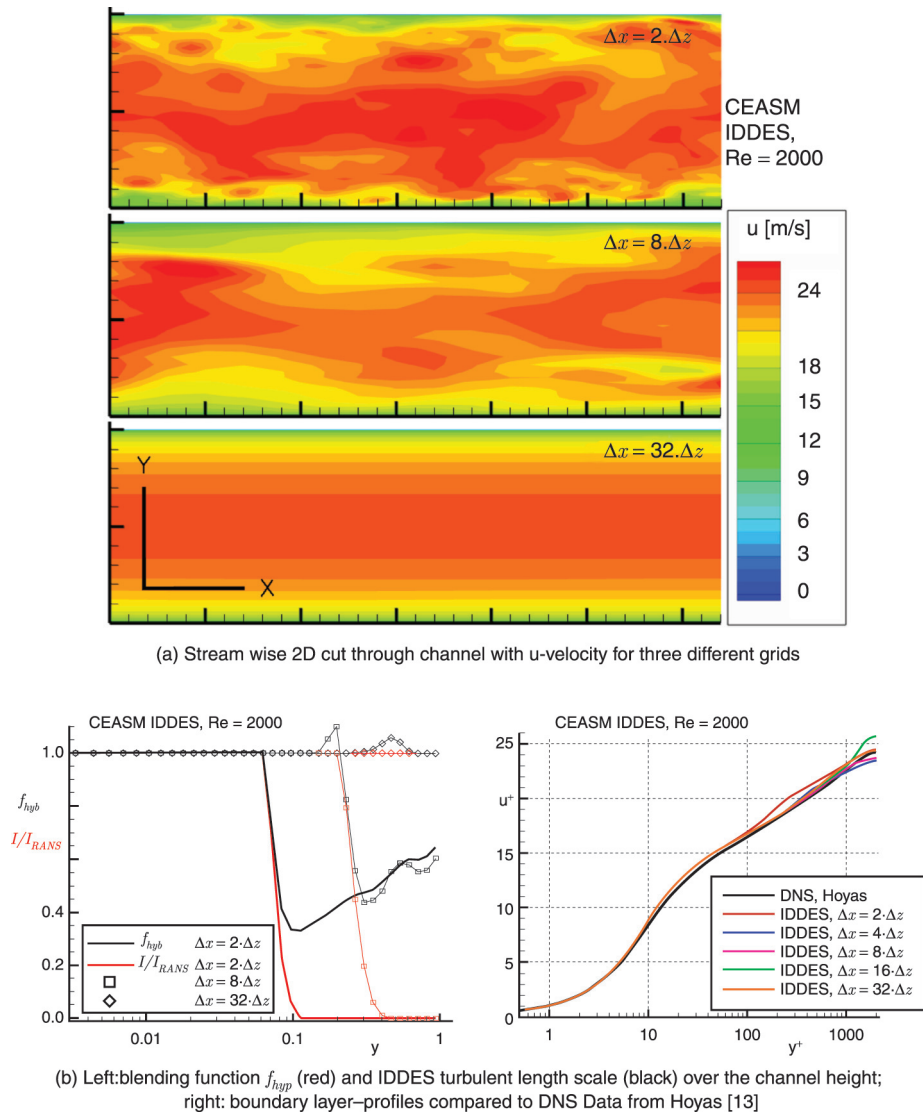 Δx = 2.Δz
CEASM
IDDES,
Re = 2000
u [m/s]
24
18
15
12
9
6
3
0
Δx = 8.Δz
Δx = 32.Δz
Y
X
(a) Stream wise 2D cut through channel with u-velocity for three different grids
CEASM IDDES, Re = 2000
1.0
f_hyb
I/I_RANS
0.4
0.2
0.0
f_hyb Δx = 2·Δz
I/I_RANS Δx = 2·Δz
Δx = 8·Δz
Δx = 32·Δz
0.01
0.1
1
y
CEASM IDDES, Re = 2000
25
u⁺
15
10
5
0
DNS, Hoyas
IDDES, Δx = 2·Δz
IDDES, Δx = 4·Δz
IDDES, Δx = 8·Δz
IDDES, Δx = 16·Δz
IDDES, Δx = 32·Δz
1
10
100
1000
y⁺
(b) Left:blending function f_hyp (red) and IDDES turbulent length scale (black) over the channel height;
right: boundary layer–profiles compared to DNS Data from Hoyas [13]